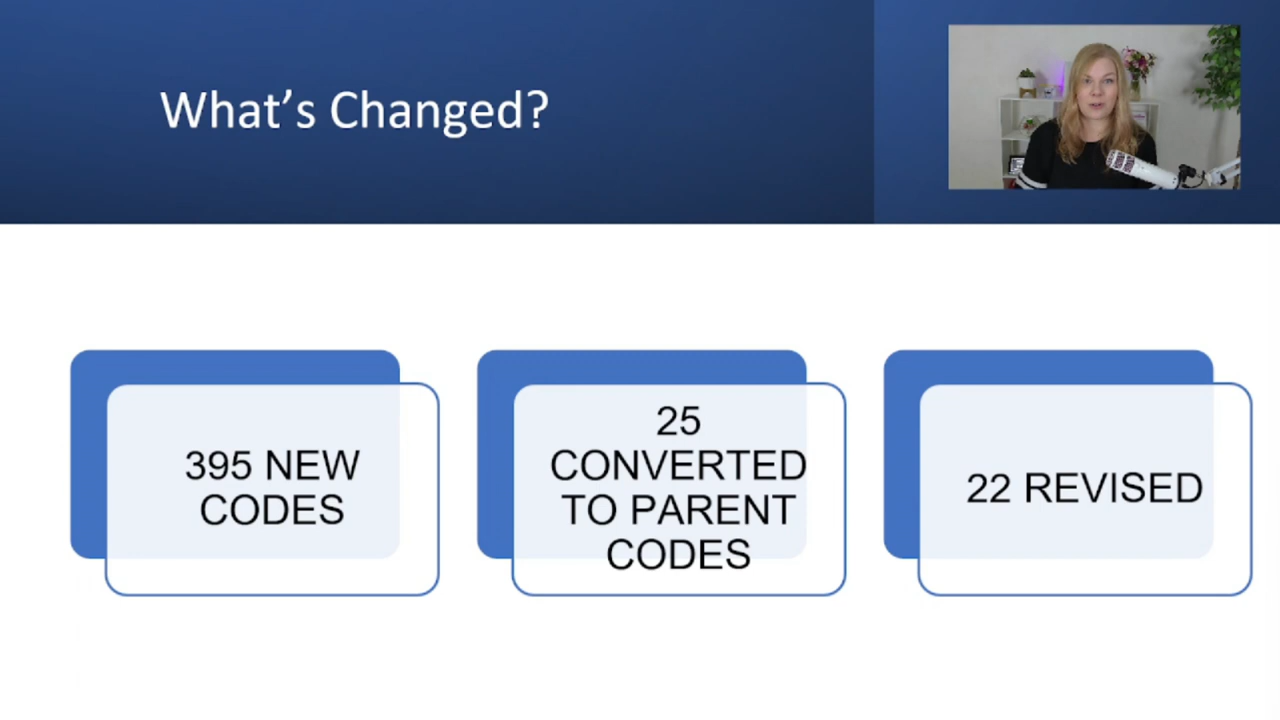 What’s Changed?
395 NEW
CODES
25
CONVERTED
TO PARENT
CODES
22 REVISED